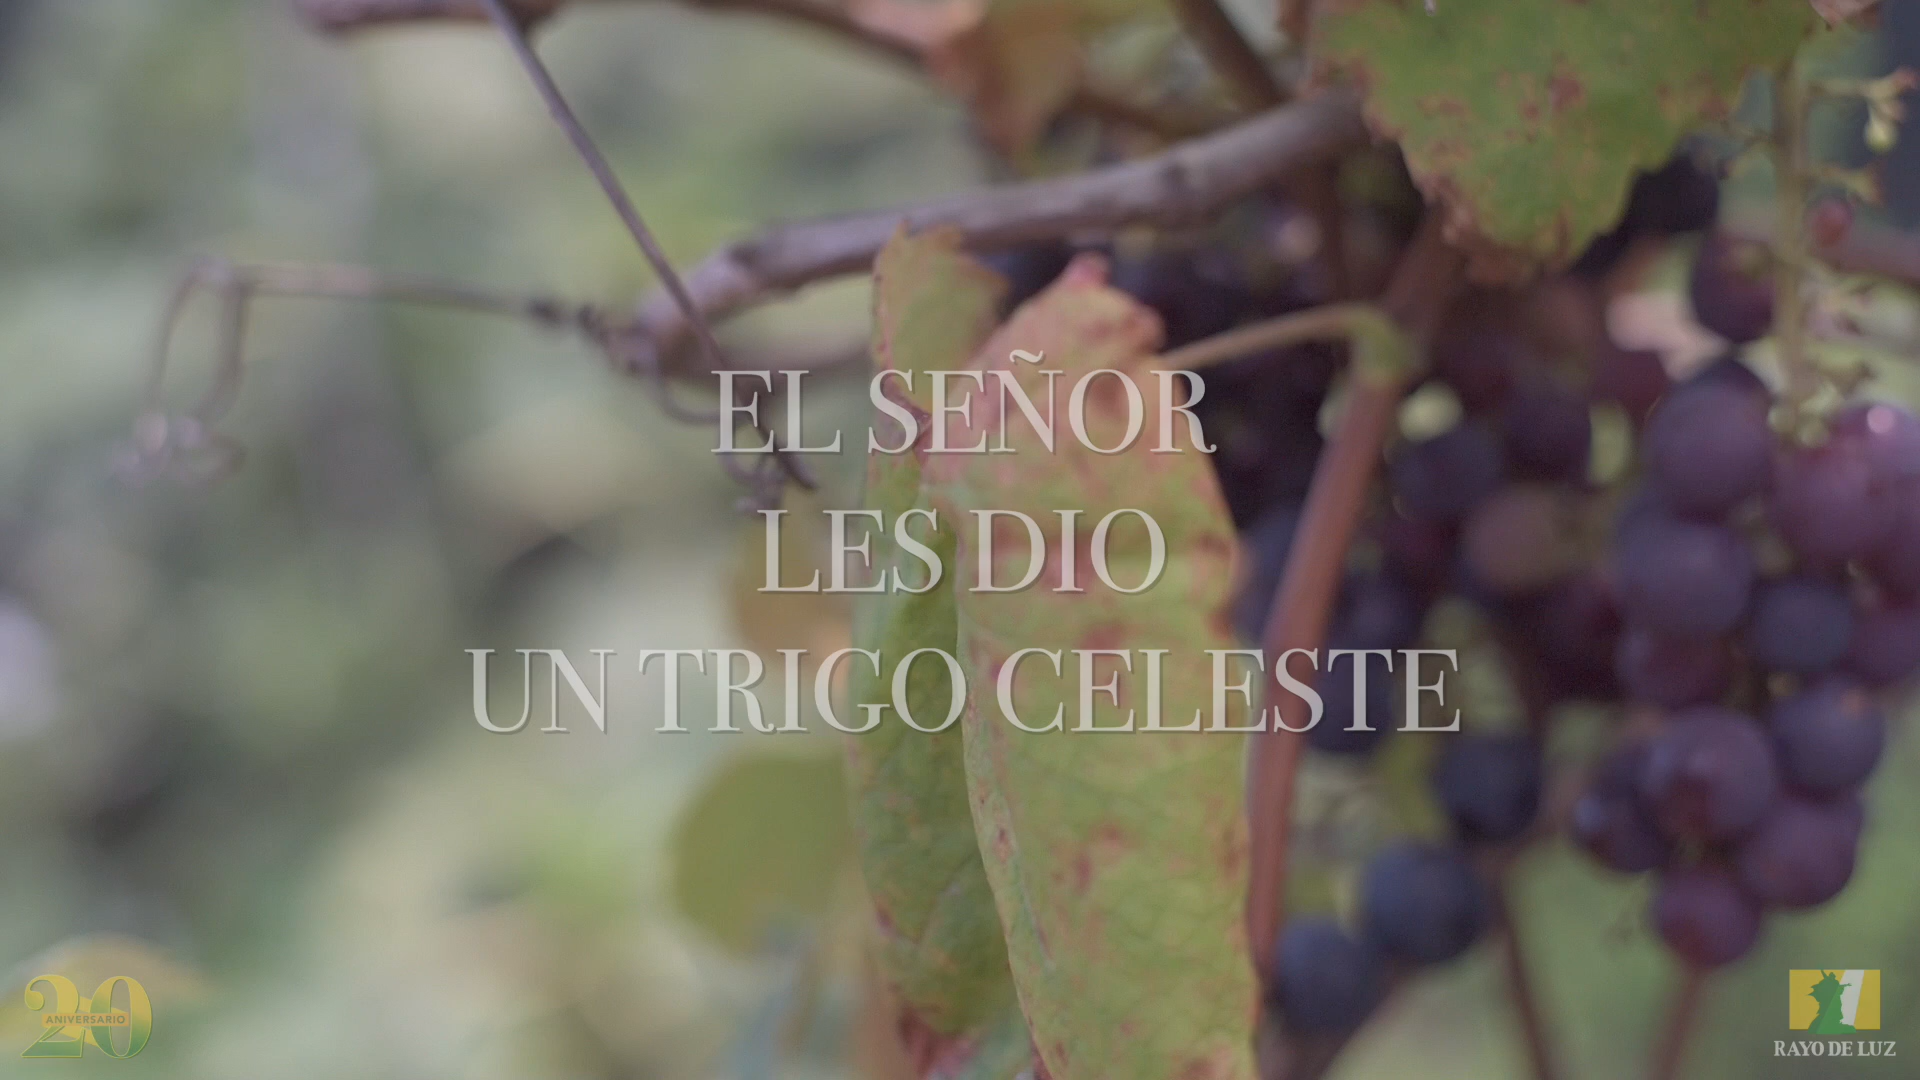 EL SEÑOR
LES DIO
UN TRIGO CELESTE
20
ANIVERSARIO
RAYO DE LUZ